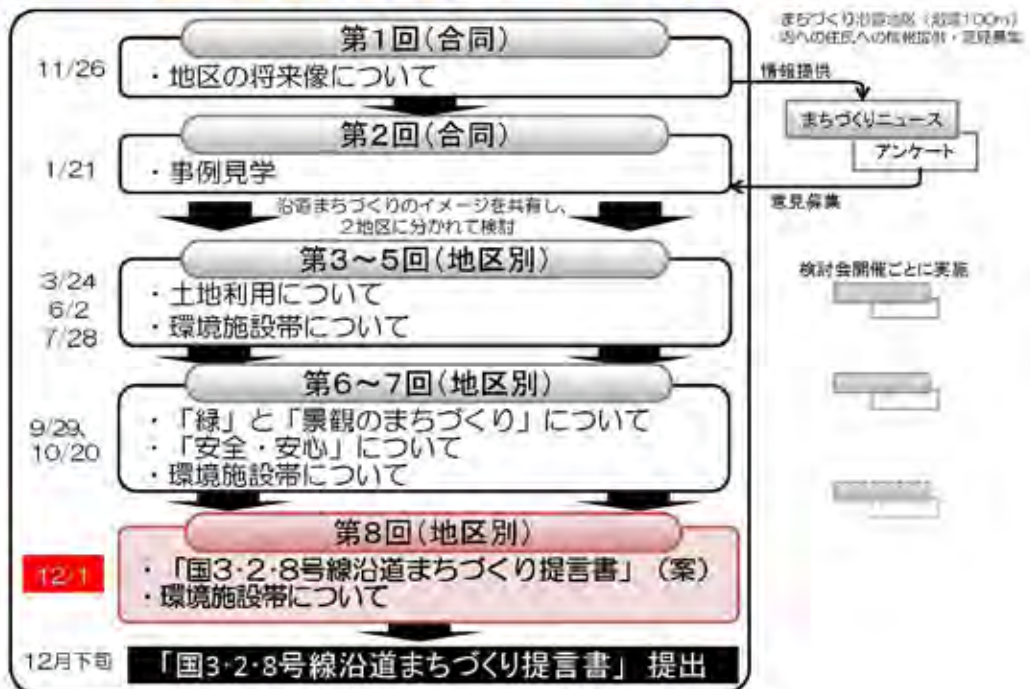 第1回(合同)
11/26
・地区の将来像について
第2回(合同)
1/21
・事例見学
沿道まちづくりのイメージを共有し、
2地区に分かれて検討
第3～5回(地区別)
3/24
6/2
7/28
・土地利用について
・環境施設帯について
第6～7回(地区別)
9/29、
10/20
・「緑」と「景観のまちづくり」について
・「安全・安心」について
・環境施設帯について
第8回(地区別)
12/1
・「国3・2・8号線沿道まちづくり提言書」（案）
・環境施設帯について
12月下旬
「国3・2・8号線沿道まちづくり提言書」 提出
まちづくり沿道地区
への住民への情報提供・意見募集
情報提供
まちづくりニュース
アンケート
意見募集
検討会開催ごとに実施